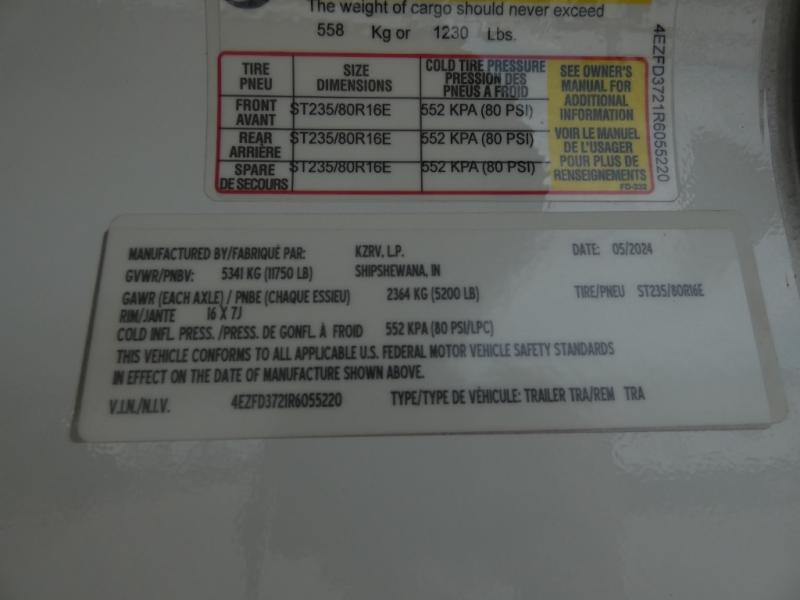 The weight of cargo should never exceed
558 Kg or 1230 Lbs.
TIRE PNEU SIZE DIMENSIONS COLD TIRE PRESSURE PRESSION DES PNEUS A FROID
FRONT AVANT ST235/80R16E 552 KPA (80 PSI)
REAR ARRIÈRE ST235/80R16E 552 KPA (80 PSI)
SPARE DE SECOURS ST235/80R16E 552 KPA (80 PSI)
SEE OWNER'S
MANUAL FOR
ADDITIONAL
INFORMATION
VOIR LE MANUEL
DE L'USAGER
POUR PLUS DE
RENSEIGNEMENTS
FD-332
4EZFD3721R6055220
MANUFACTURED BY/FABRIQUÉ PAR: KZRV, L.P. DATE: 05/2024
GVWR/PNBV: 5341 KG (11750 LB) SHIPSHEWANA, IN
GAWR (EACH AXLE) / PNBE (CHAQUE ESSIEU) 2364 KG (5200 LB) TIRE/PNEU ST235/80R16E
RIM/JANTE 16 X 7J
COLD INFL. PRESS. /PRESS. DE GONFL. À FROID 552 KPA (80 PSI/LPC)
THIS VEHICLE CONFORMS TO ALL APPLICABLE U.S. FEDERAL MOTOR VEHICLE SAFETY STANDARDS
IN EFFECT ON THE DATE OF MANUFACTURE SHOWN ABOVE.
V.I.N./N.I.V. 4EZFD3721R6055220 TYPE/TYPE DE VÉHICULE: TRAILER TRA/REM TRA